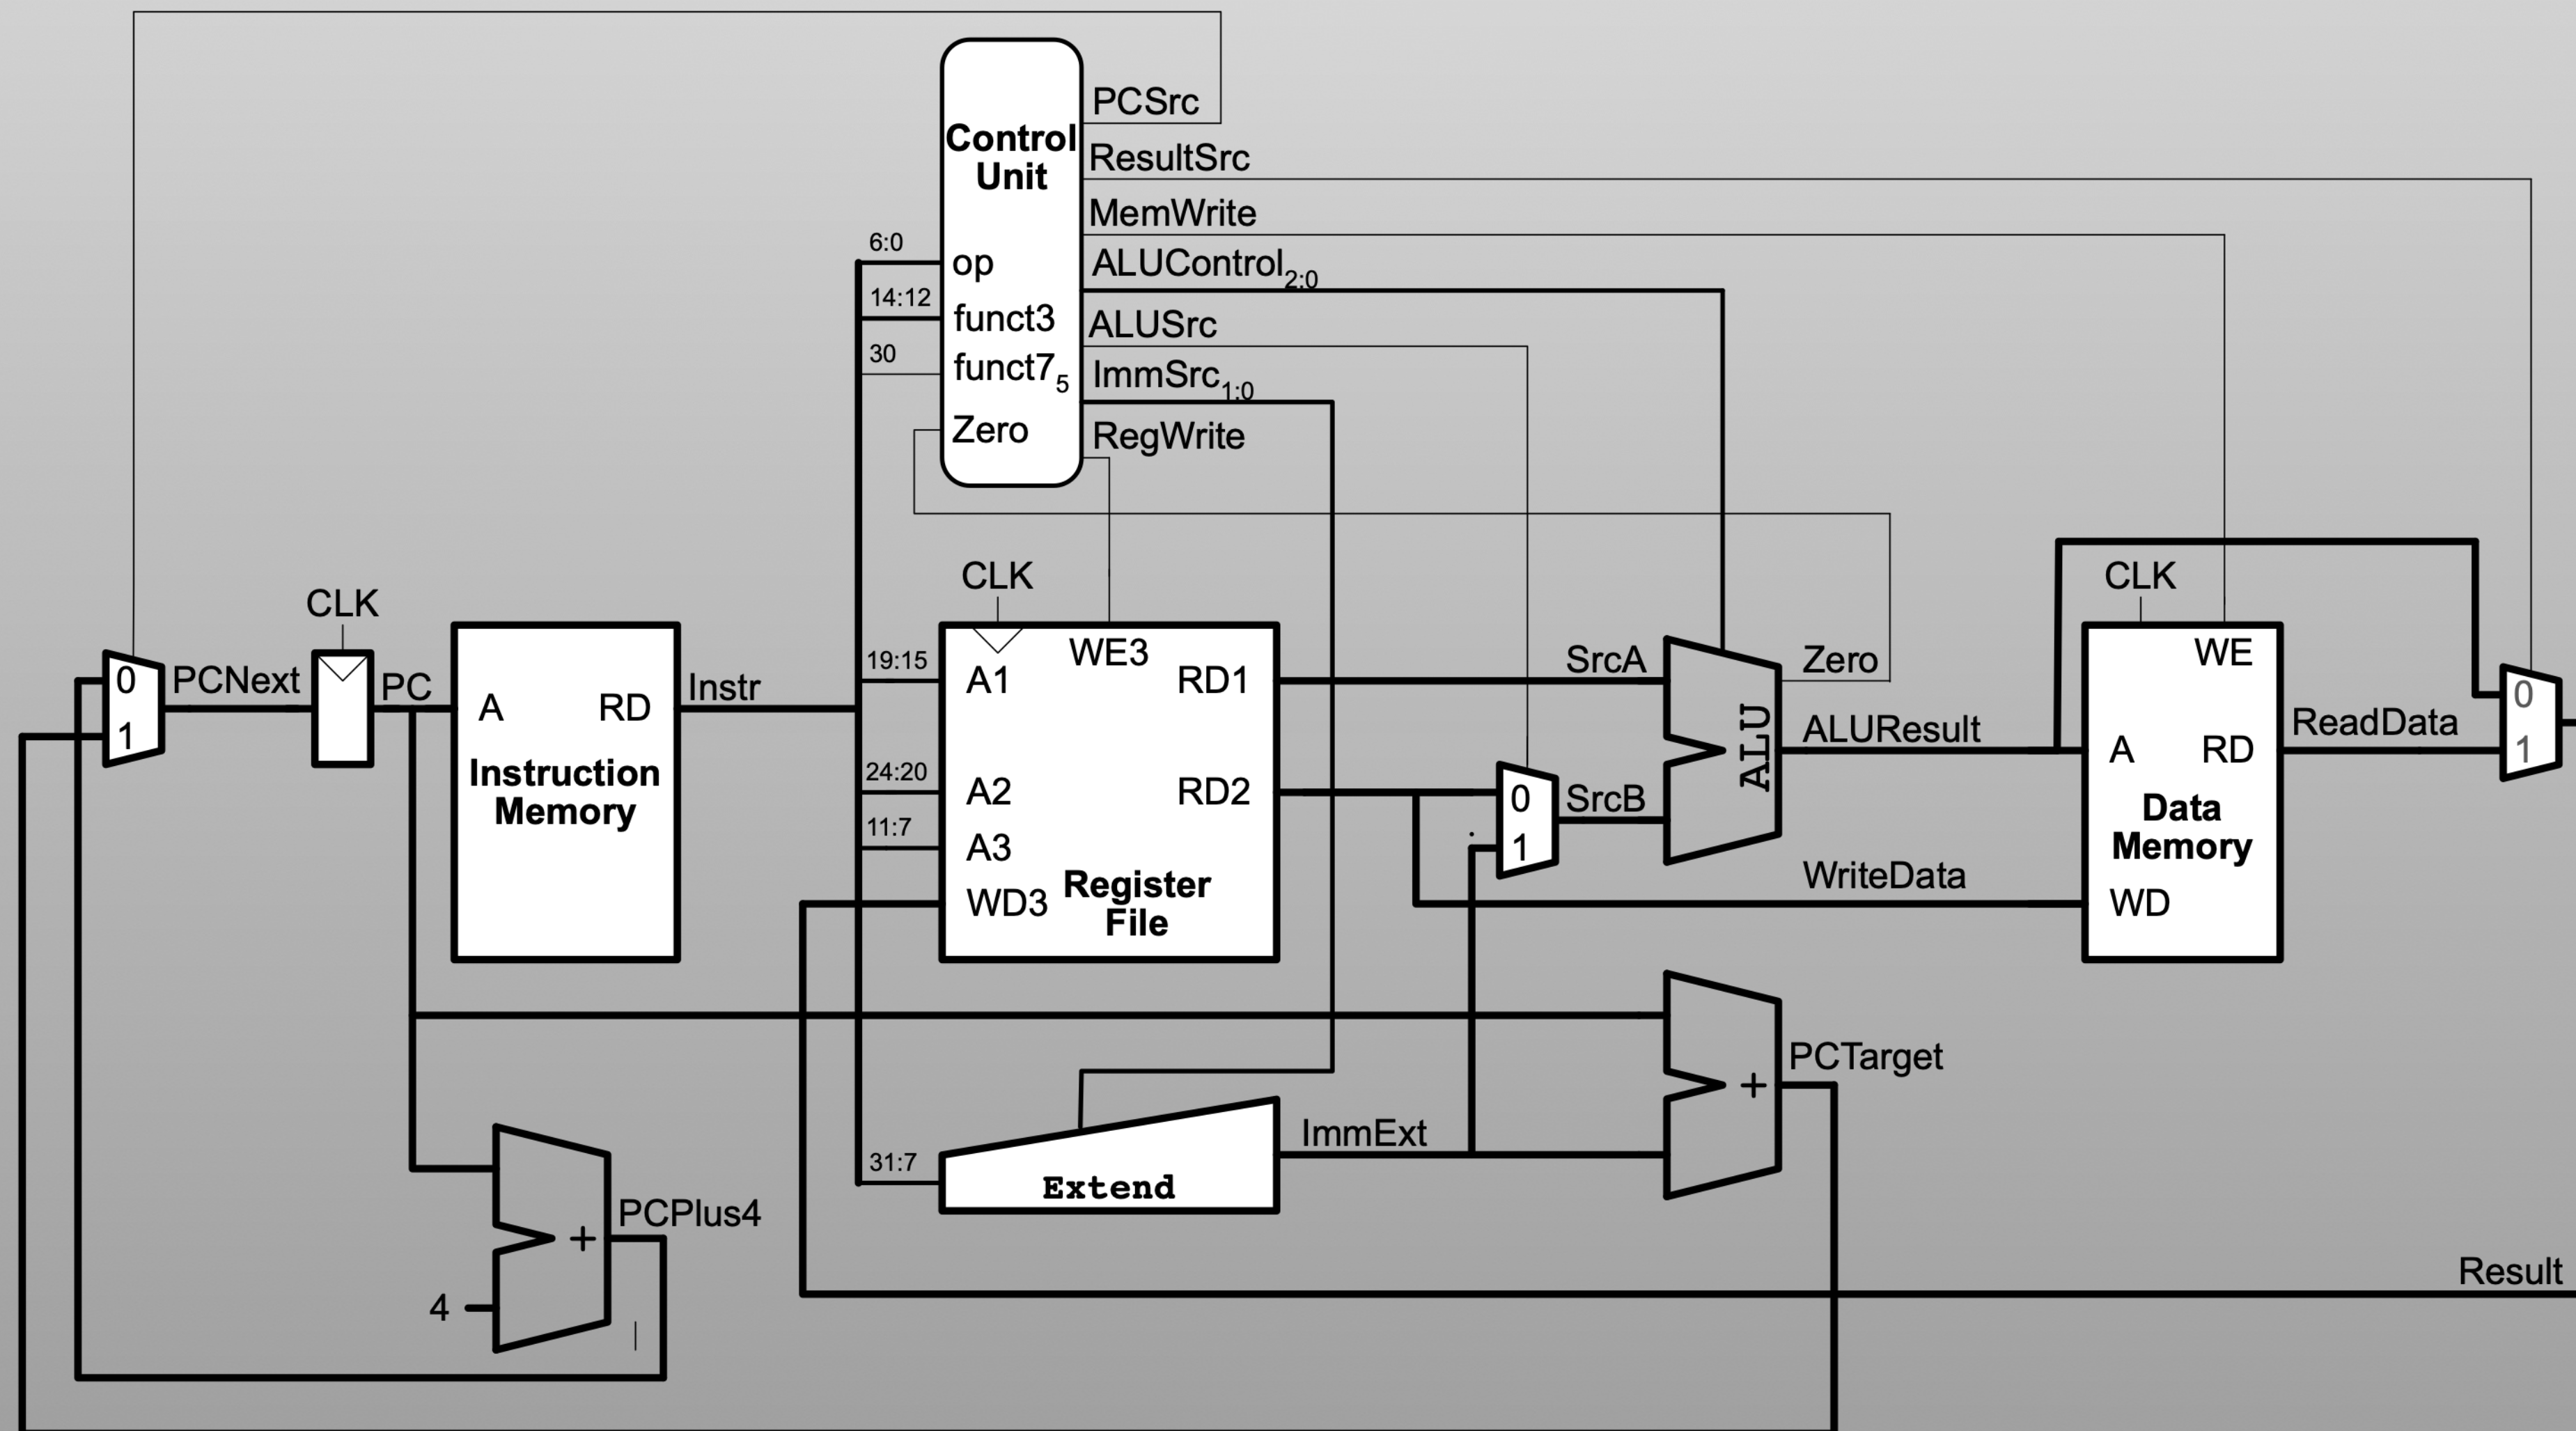 PCSrc
Control
Unit
ResultSrc
MemWrite
6:0
op
ALUControl2:0
14:12
funct3
ALUSrc
30
funct75
ImmSrc1:0
Zero
RegWrite
CLK
CLK
CLK
0
PCNext
PC
1
A
RD
Instruction
Memory
Instr
19:15
A1
WE3
RD1
24:20
A2
RD2
11:7
A3
WD3
Register
File
SrcA
0
SrcB
1
ALU
Zero
ALUResult
WriteData
WE
A
RD
Data
Memory
WD
ReadData
0
1
PCTarget
+
ImmExt
31:7
Extend
PCPlus4
+
4
Result